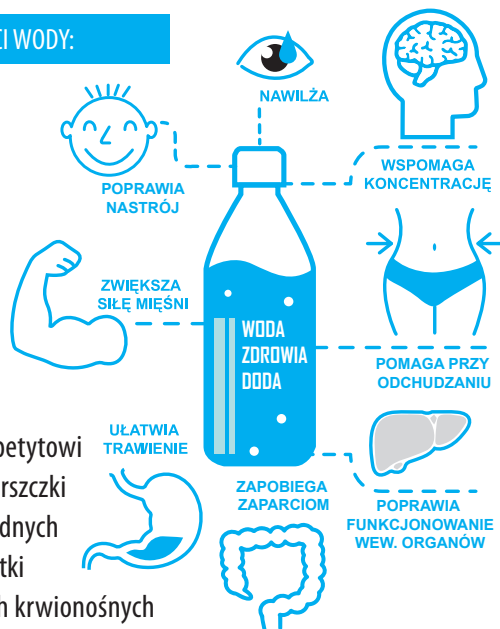 CI WODY:
NAWILŻA
POPRAWIA
NASTRÓJ
WSPOMAGA
KONCENTRACJĘ
ZWIĘKSZA
SIŁĘ MIĘŚNI
WODA
ZDROWIA
DODA
POMAGA PRZY
ODCHUDZANIU
UŁATWIA
TRAWIENIE
ZAPOBIEGA
ZAPARCIOM
POPRAWIA
FUNKCJONOWANIE
WEW. ORGANÓW
petytowi
rszczki
dnych
tki
h krwionośnych